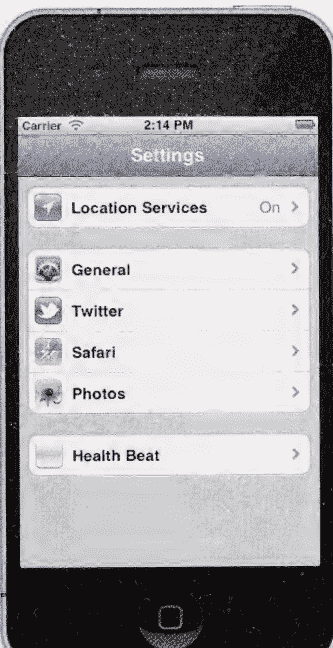 Carrier 2:14 PM
Settings
Location Services On
General
Twitter
Safari
Photos
Health Beat